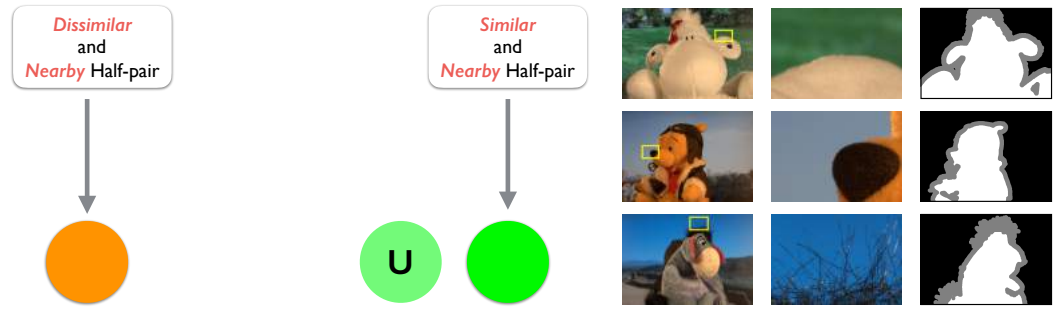 Dissimilar
and
Nearby Half-pair
Similar
and
Nearby Half-pair
U